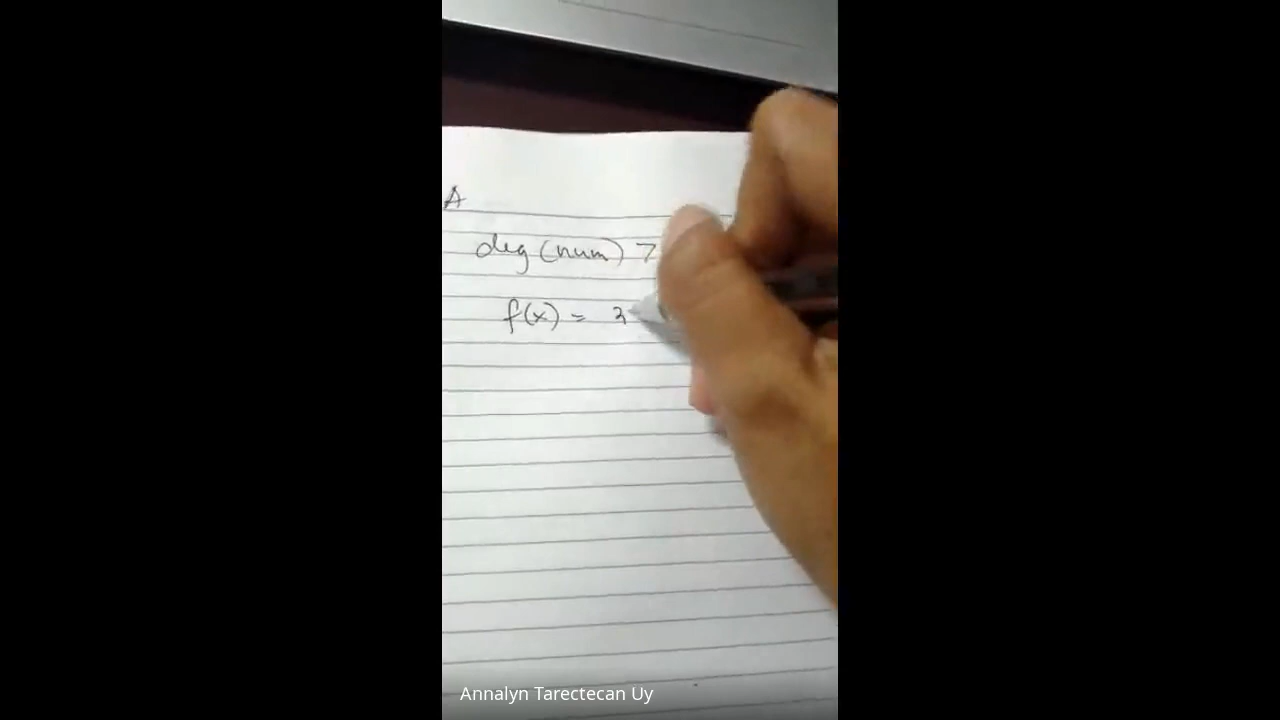 A
deg (num) >
f(x) = 3
Annalyn Tarectecan Uy